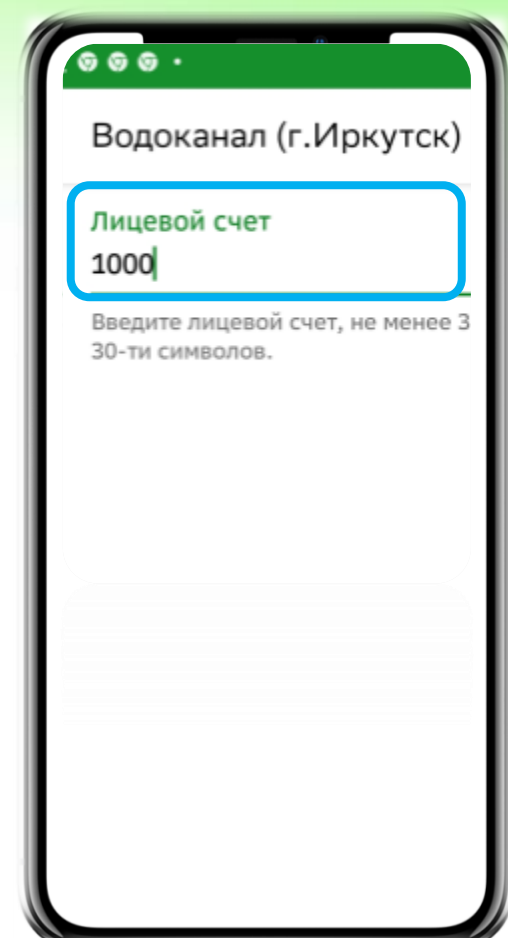 Водоканал (г.Иркутск)
Лицевой счет
1000
Введите лицевой счет, не менее 3
30-ти символов.